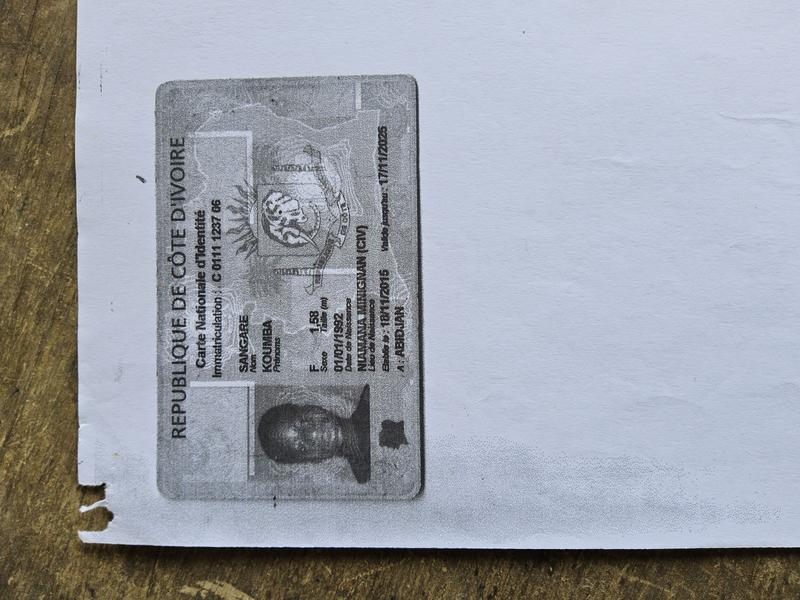 REPUBLIQUE DE CÔTE D'IVOIRE
Carte Nationale d'Identité
Immatriculation : C 0111 1237 06
SANGARE
Nom
KOUMBA
Prénoms
F 1,58
Sexe Taille (m)
01/01/1992
Date de Naissance
NIAMANA MINIGNAN (CIV)
Lieu de Naissance
Etablie le : 18/11/2015 Valide jusqu'au : 17/11/2025
A : ABIDJAN